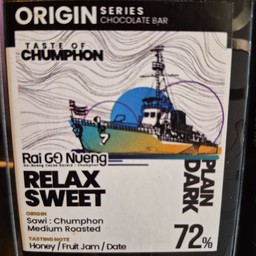 ORIGIN SERIES
CHOCOLATE BAR
TASTE OF
CHUMPHON
Rai GO Nueng
RELAX
SWEET
PLAIN
DARK
ORIGIN
Sawi : Chumphon
Medium Roasted
TASTING NOTE
Honey / Fruit Jam / Date
72%